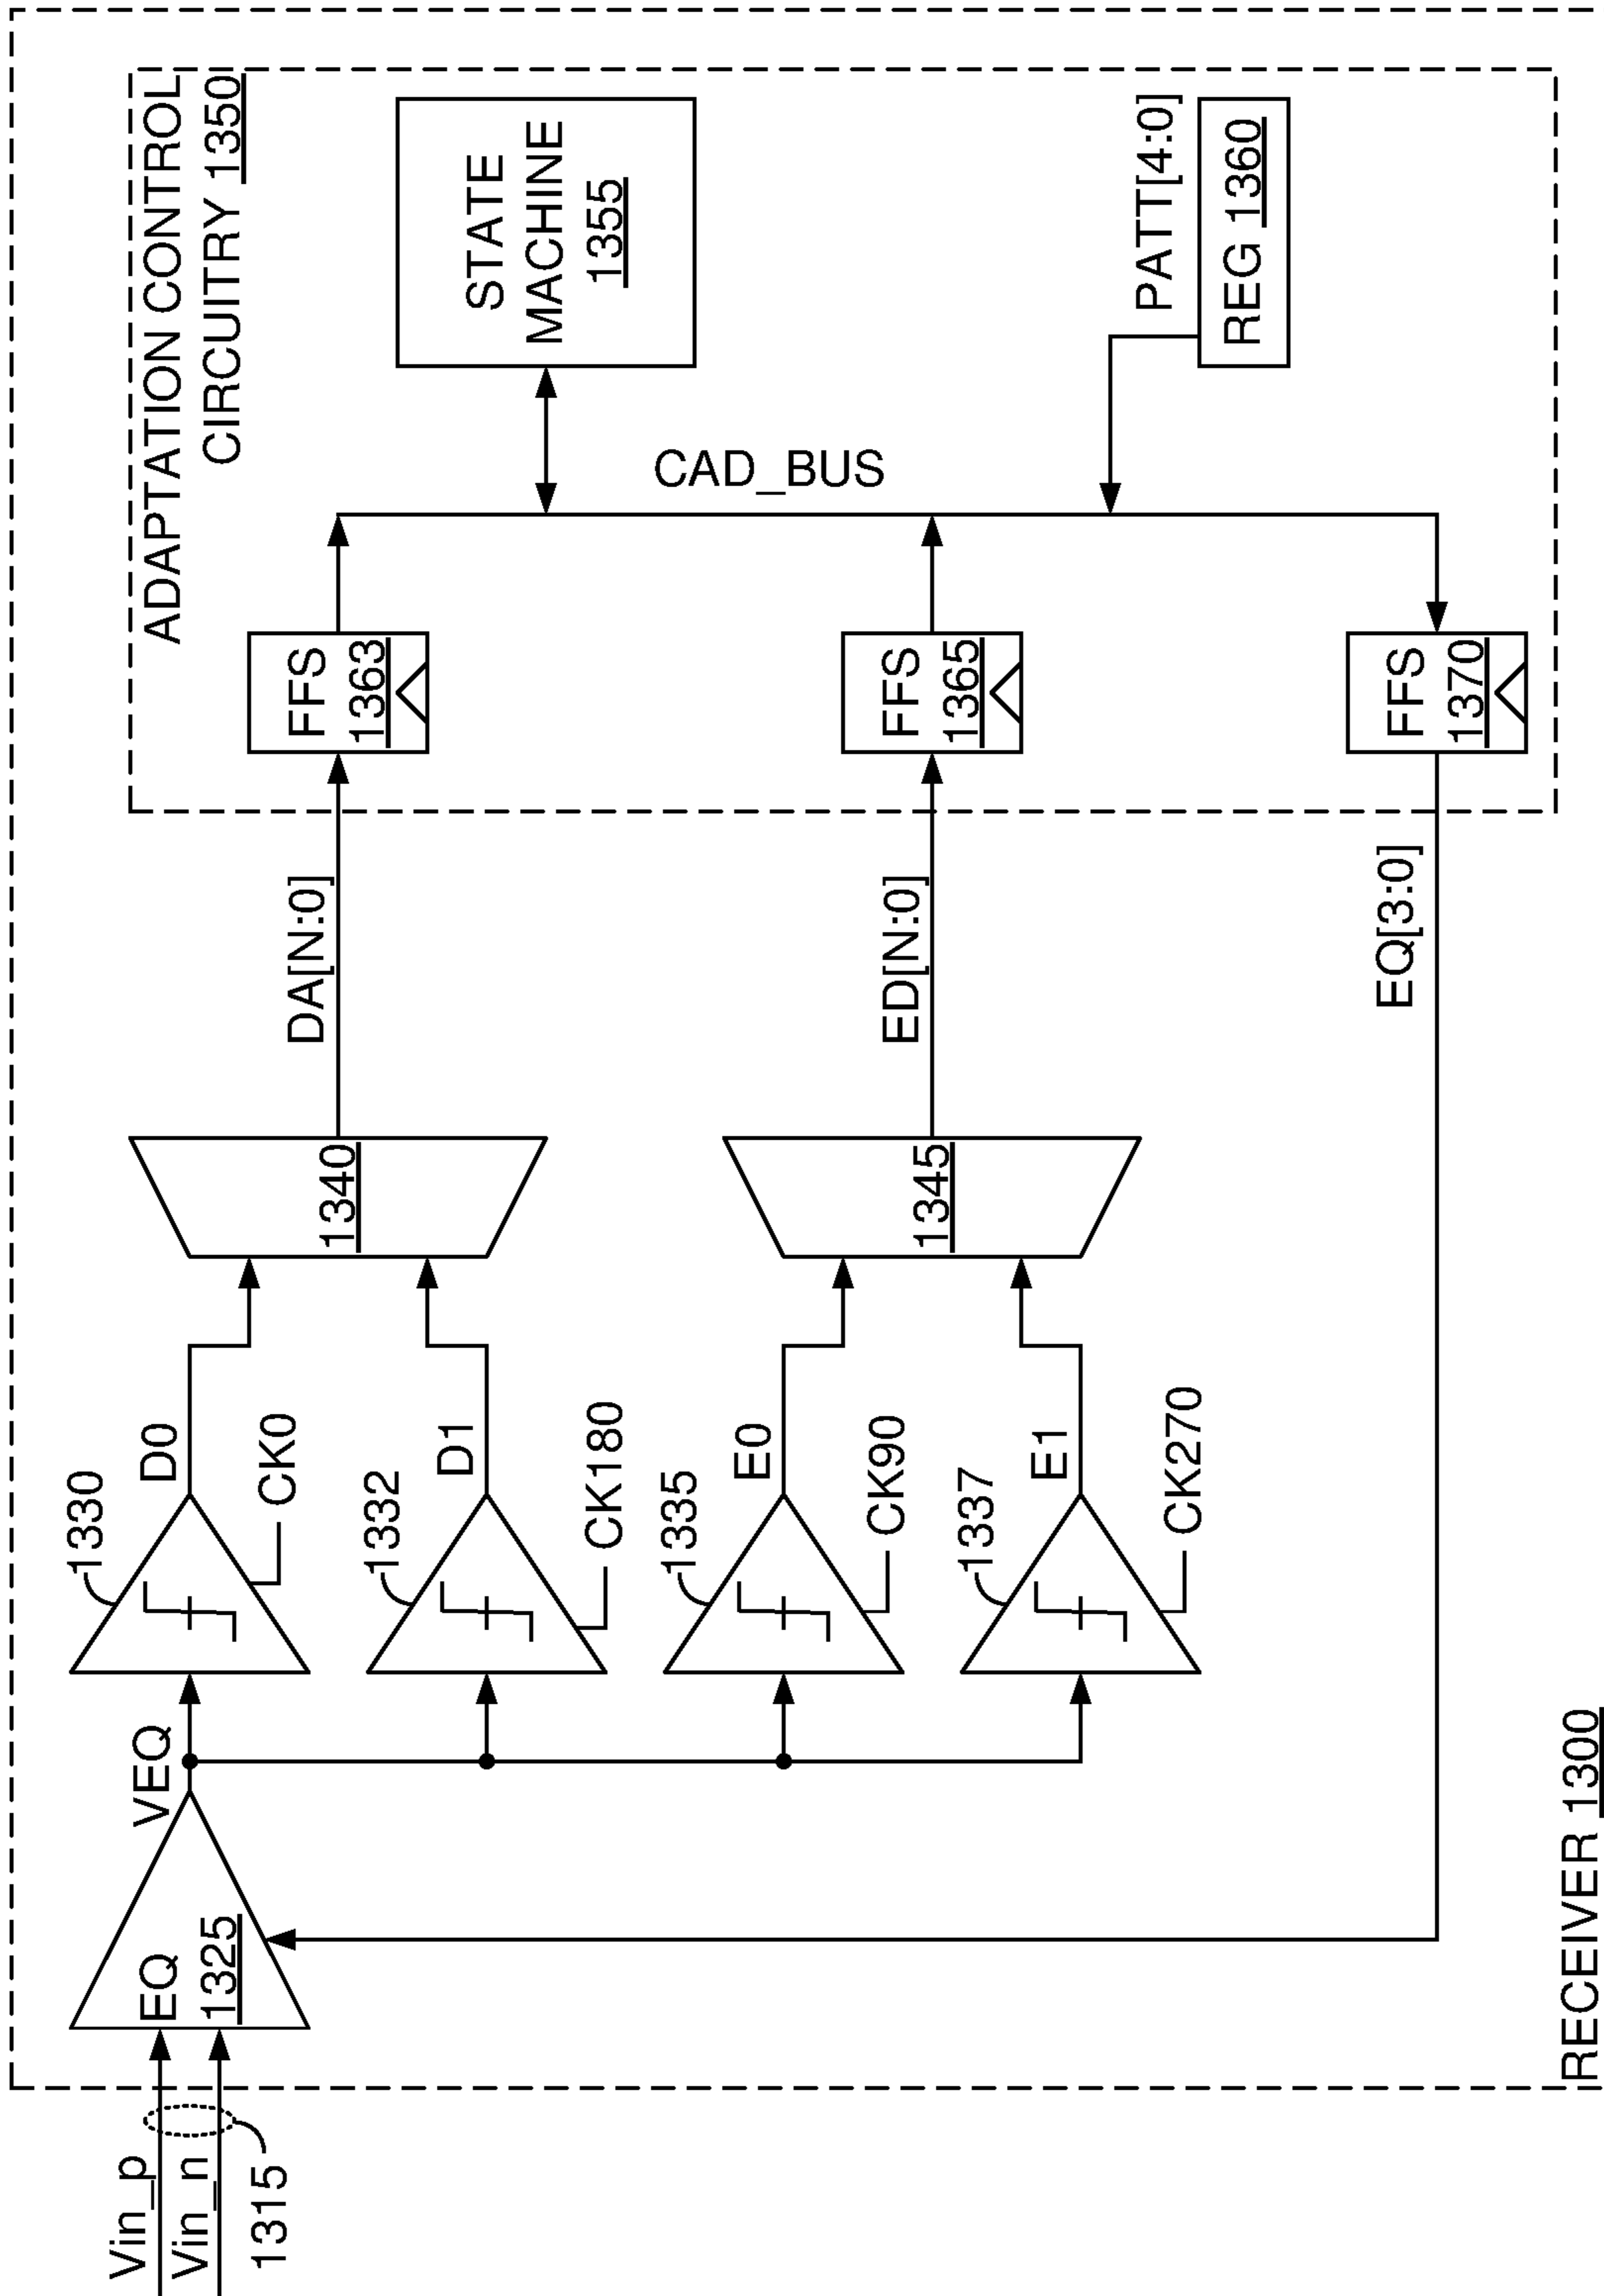 Vin_p
Vin_n
1315
EQ
1325
VEQ
1330
D0
CK0
1332
D1
CK180
1335
E0
CK90
1337
E1
CK270
1340
1345
DA[N:0]
ED[N:0]
EQ[3:0]
ADAPTATION CONTROL
CIRCUITRY 1350
FFS
1363
FFS
1365
FFS
1370
CAD_BUS
STATE
MACHINE
1355
PATT[4:0]
REG 1360
RECEIVER 1300